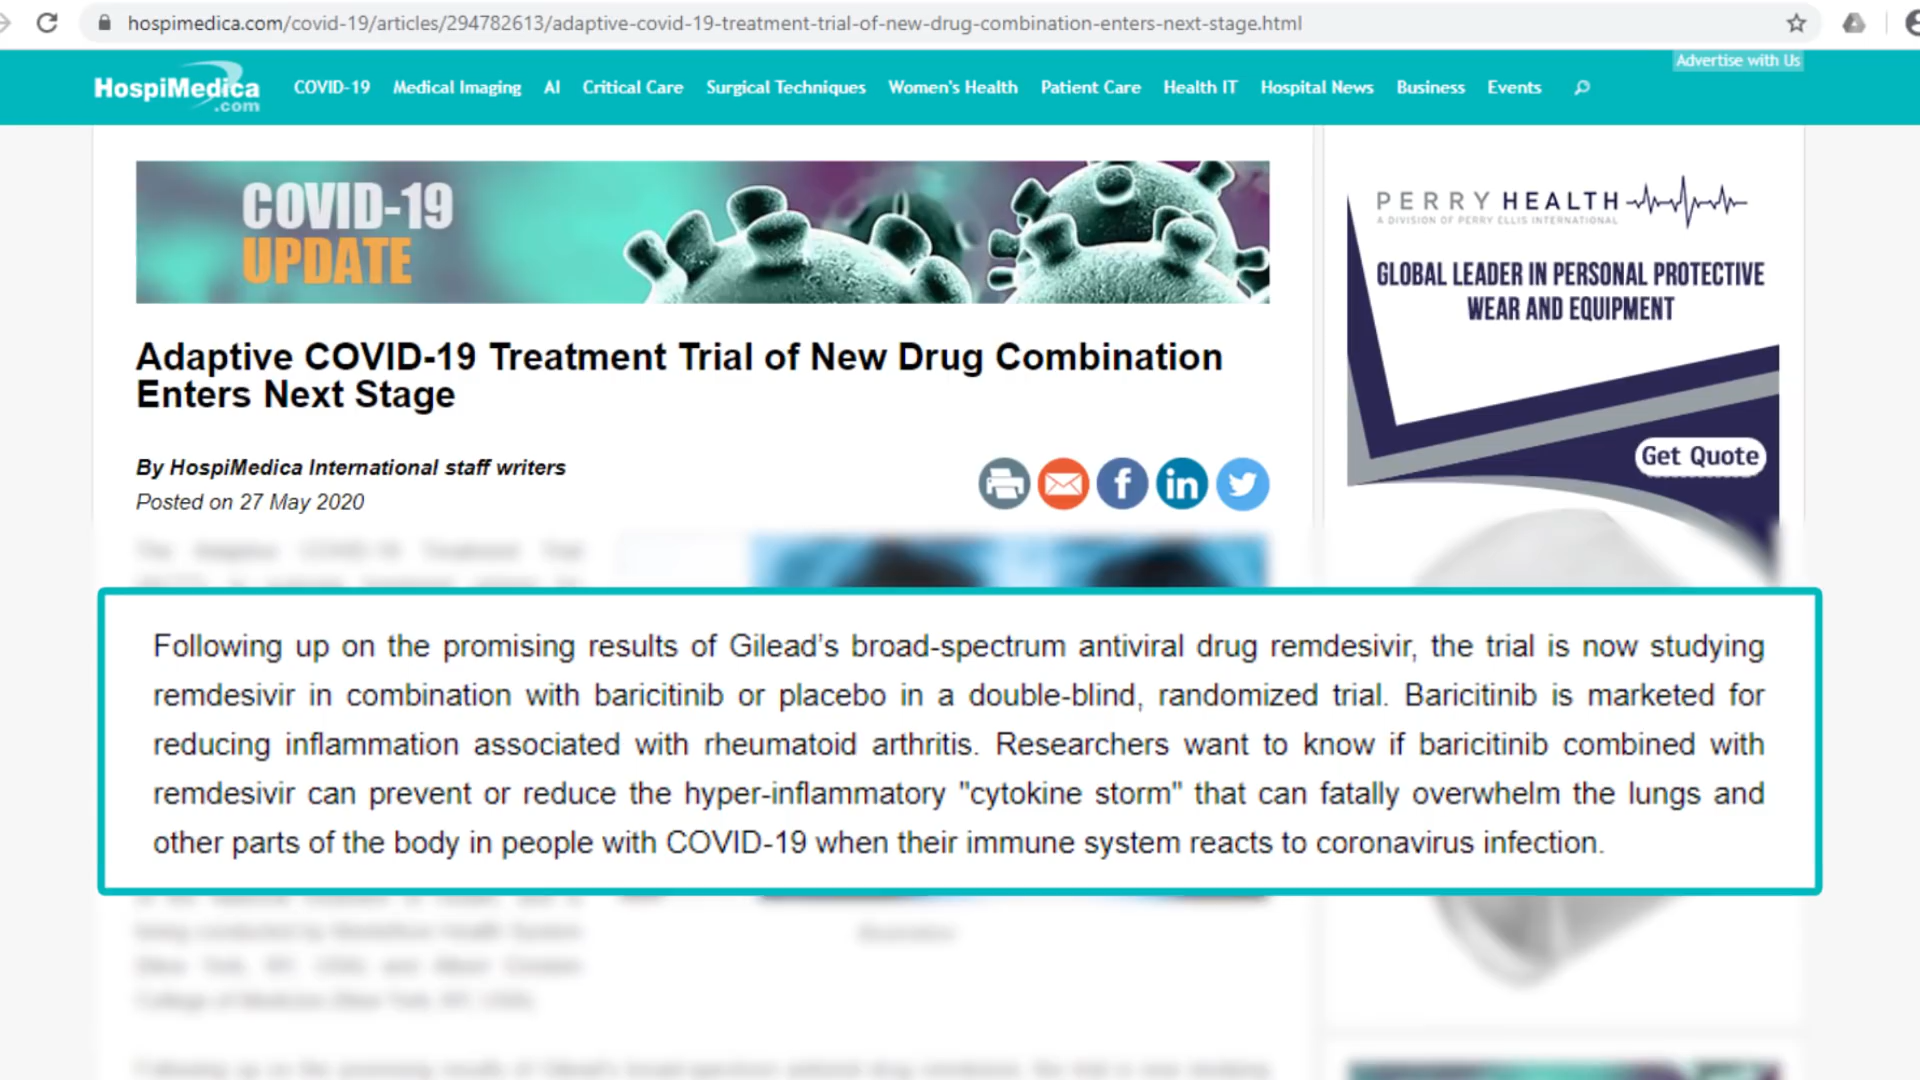 hospimedica.com/covid-19/articles/294782613/adaptive-covid-19-treatment-trial-of-new-drug-combination-enters-next-stage.html
Advertise with Us
HospiMedica
.com
COVID-19 Medical Imaging AI Critical Care Surgical Techniques Women's Health Patient Care Health IT Hospital News Business Events
COVID-19
UPDATE
PERRY HEALTH
A DIVISION OF PERRY ELLIS INTERNATIONAL
GLOBAL LEADER IN PERSONAL PROTECTIVE
WEAR AND EQUIPMENT
Get Quote
Adaptive COVID-19 Treatment Trial of New Drug Combination
Enters Next Stage
By HospiMedica International staff writers
Posted on 27 May 2020
Following up on the promising results of Gilead's broad-spectrum antiviral drug remdesivir, the trial is now studying
remdesivir in combination with baricitinib or placebo in a double-blind, randomized trial. Baricitinib is marketed for
reducing inflammation associated with rheumatoid arthritis. Researchers want to know if baricitinib combined with
remdesivir can prevent or reduce the hyper-inflammatory "cytokine storm" that can fatally overwhelm the lungs and
other parts of the body in people with COVID-19 when their immune system reacts to coronavirus infection.